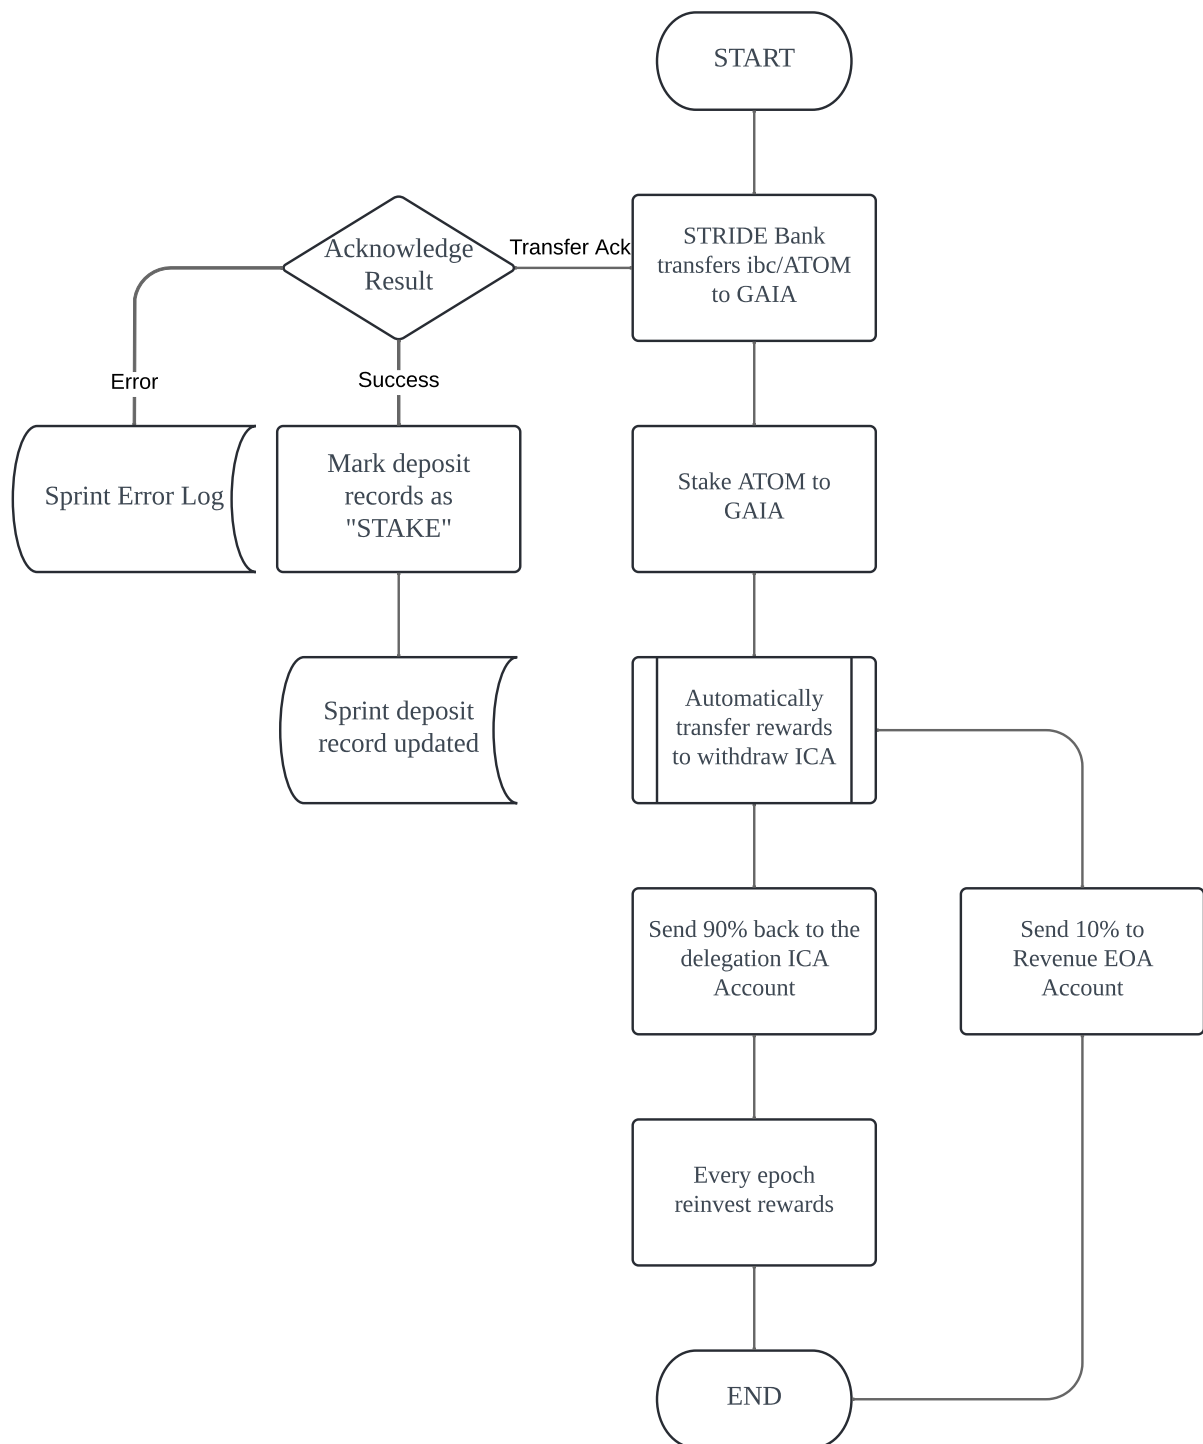 START
Transfer Ack
STRIDE Bank
transfers ibc/ATOM
to GAIA
Acknowledge
Result
Error
Success
Sprint Error Log
Mark deposit
records as
"STAKE"
Stake ATOM to
GAIA
Sprint deposit
record updated
Automatically
transfer rewards
to withdraw ICA
Send 90% back to the
delegation ICA
Account
Send 10% to
Revenue EOA
Account
Every epoch
reinvest rewards
END